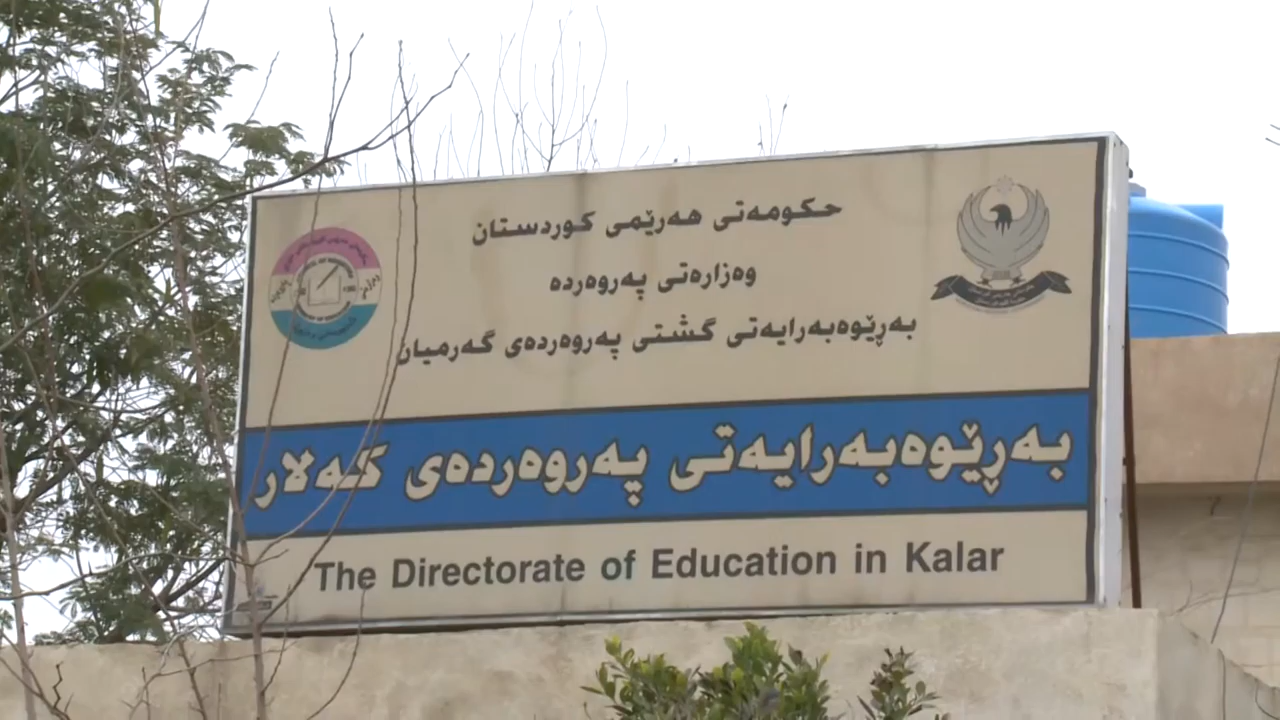 حکومەتی هەرێمی کوردستان
وەزارەتی پەروەردە
بەڕێوەبەرایەتی گشتی پەروەردەی گەرمیان
بەڕێوەبەرایەتی پەروەردەی کەلار
The Directorate of Education in Kalar